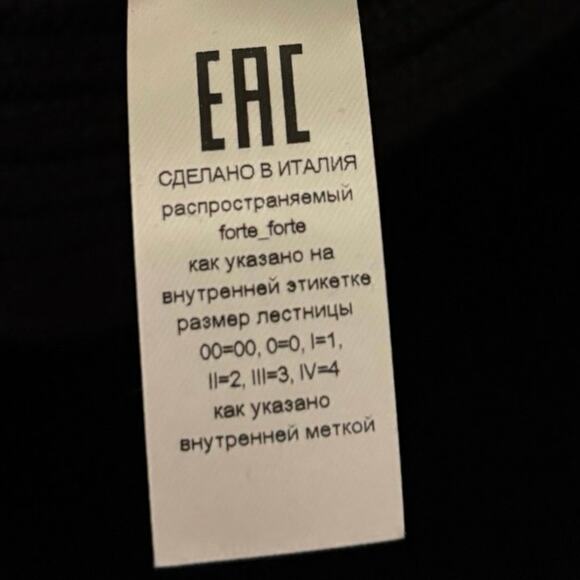 EAC
СДЕЛАНО В ИТАЛИЯ
распространяемый
forte_forte
как указано на
внутренней этикетке
размер лестницы
00=00, 0=0, I=1,
II=2, III=3, IV=4
как указано
внутренней меткой